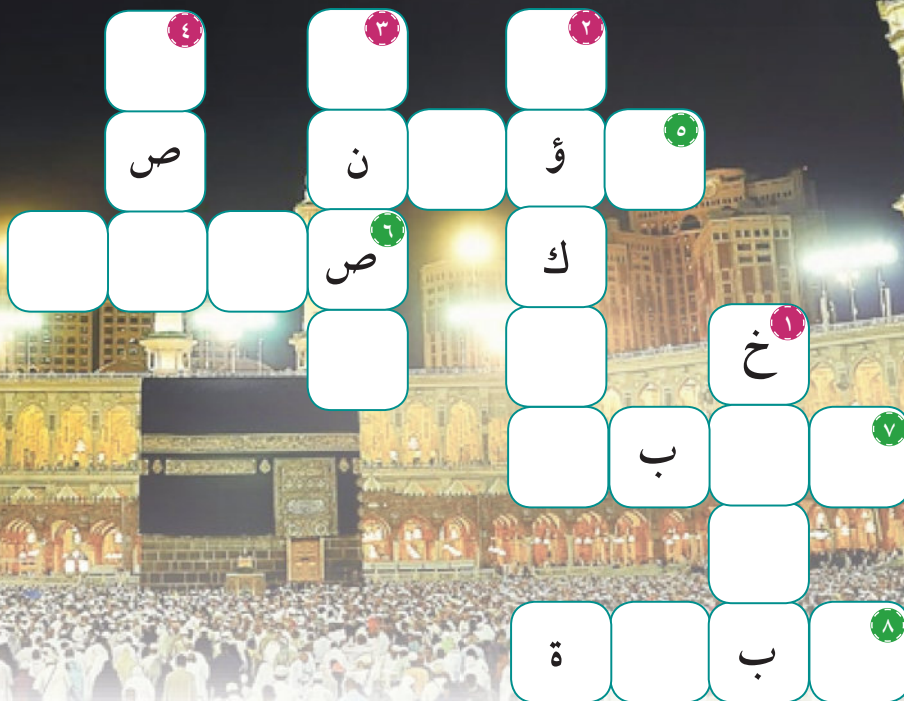 ٤ ٣ ٢
ص ن ؤ ٥
ص ٦ ك
خ ١
ب ٧
ة ب ٨